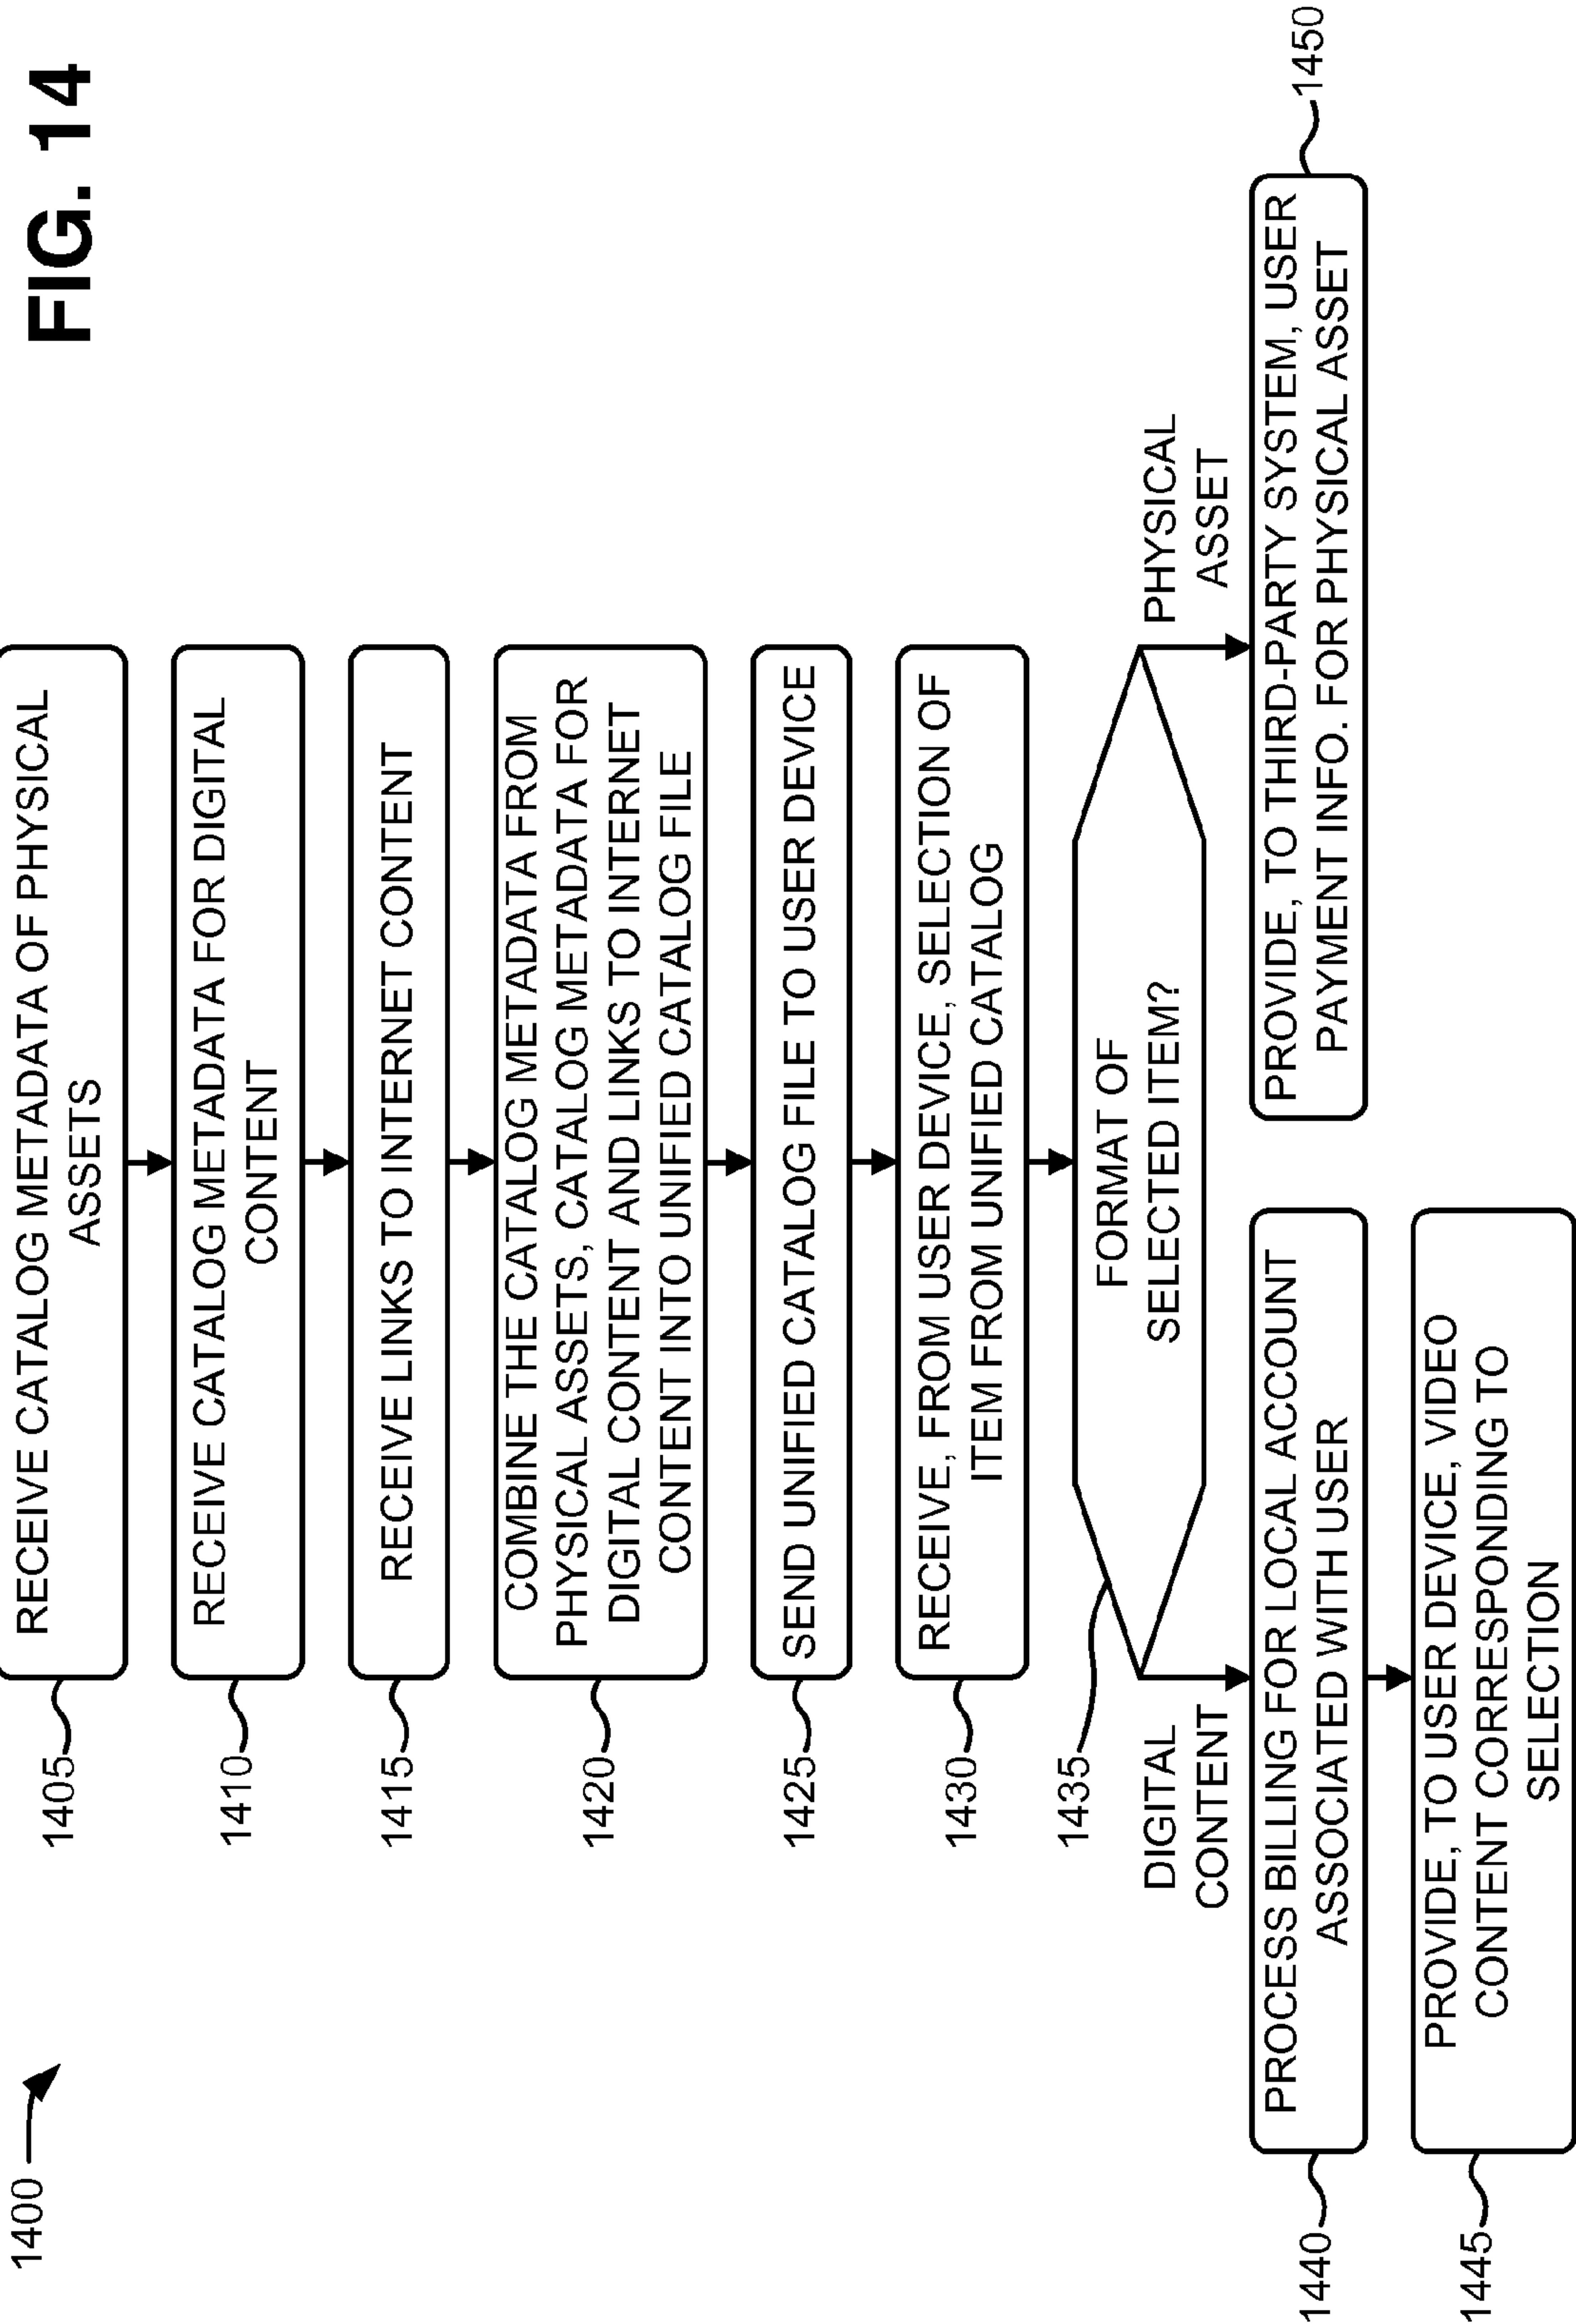 FIG. 14
1400
1405
RECEIVE CATALOG METADATA OF PHYSICAL
ASSETS
1410
RECEIVE CATALOG METADATA FOR DIGITAL
CONTENT
1415
RECEIVE LINKS TO INTERNET CONTENT
1420
COMBINE THE CATALOG METADATA FROM
PHYSICAL ASSETS, CATALOG METADATA FOR
DIGITAL CONTENT AND LINKS TO INTERNET
CONTENT INTO UNIFIED CATALOG FILE
1425
SEND UNIFIED CATALOG FILE TO USER DEVICE
1430
RECEIVE, FROM USER DEVICE, SELECTION OF
ITEM FROM UNIFIED CATALOG
1435
FORMAT OF
SELECTED ITEM?
DIGITAL
CONTENT
PHYSICAL
ASSET
1440
PROCESS BILLING FOR LOCAL ACCOUNT
ASSOCIATED WITH USER
1445
PROVIDE, TO USER DEVICE, VIDEO
CONTENT CORRESPONDING TO
SELECTION
PROVIDE, TO THIRD-PARTY SYSTEM, USER
PAYMENT INFO. FOR PHYSICAL ASSET
1450